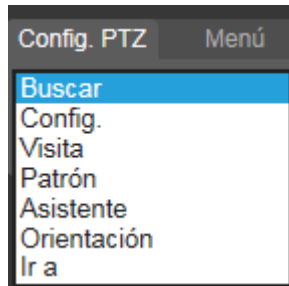 Config. PTZ Menú
Buscar
Config.
Visita
Patrón
Asistente
Orientación
Ir a